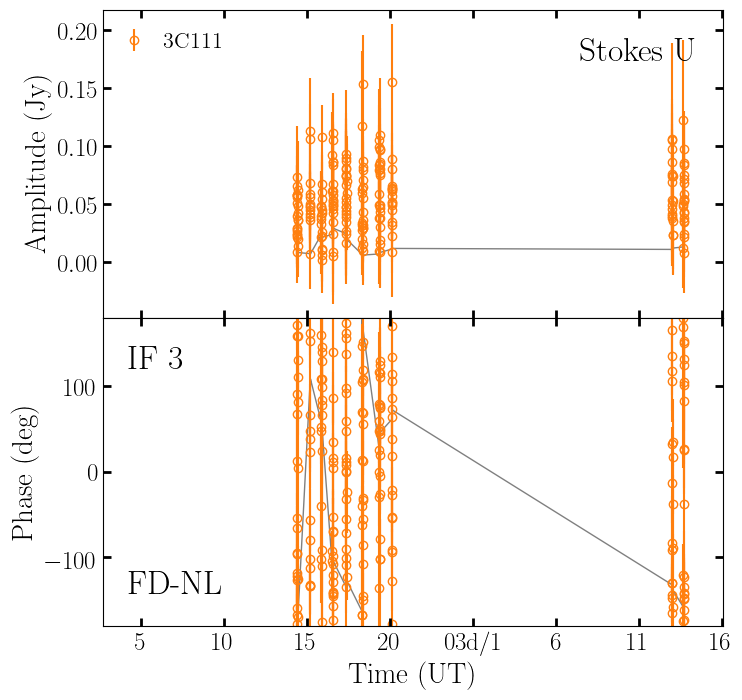 3C111
Stokes U
0.20
0.15
0.10
0.05
0.00
Amplitude (Jy)
IF 3
100
0
−100
Phase (deg)
FD-NL
5 10 15 20 03d/1 6 11 16
Time (UT)